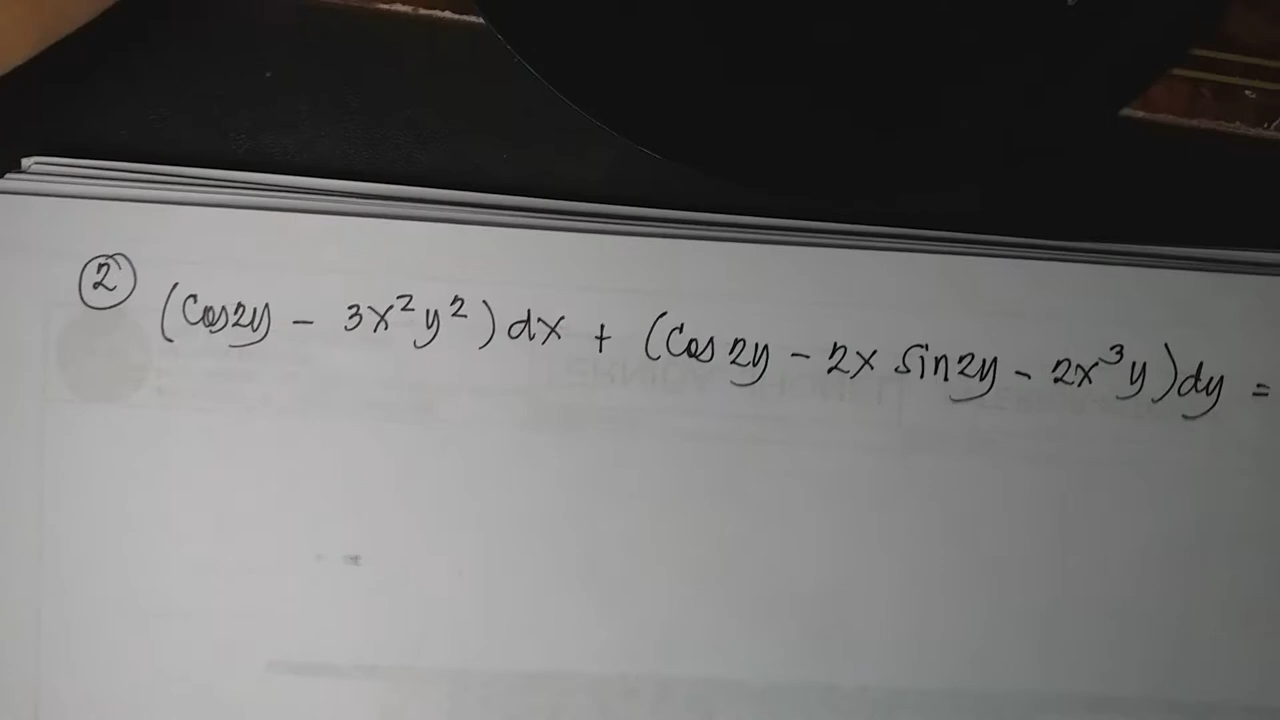 ② (Cos2y - 3x²y²)dx + (Cos 2y - 2x Sin2y - 2x³y)dy =